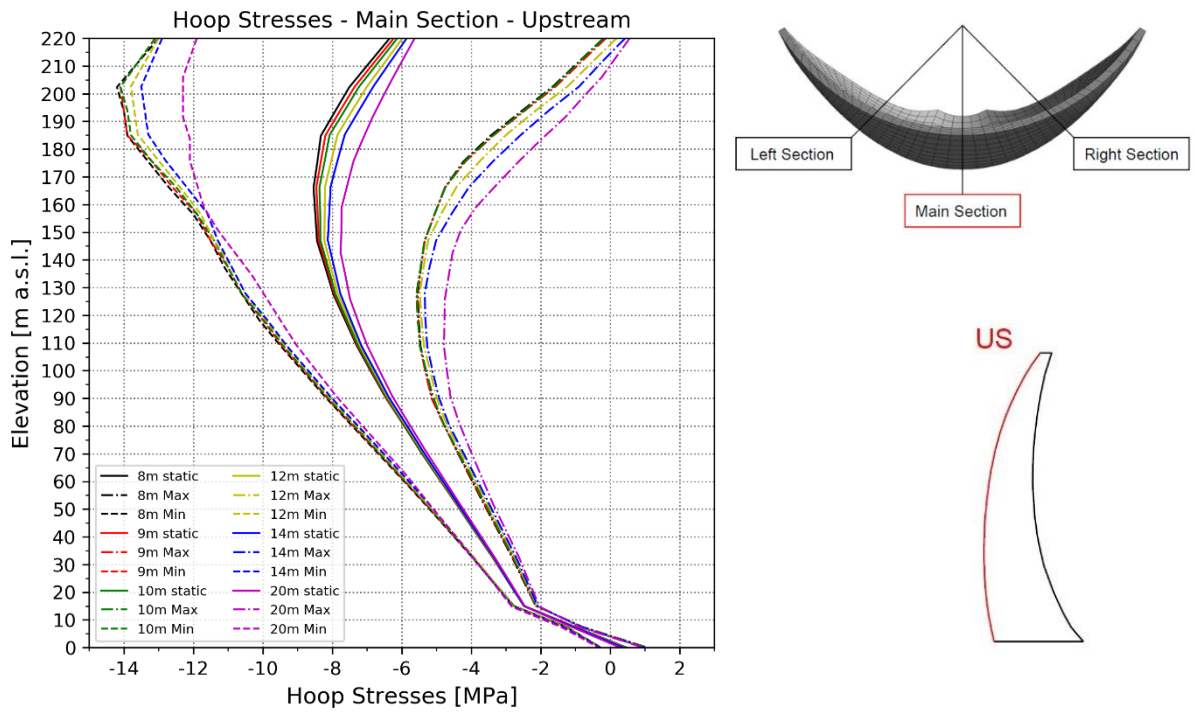 Hoop Stresses - Main Section - Upstream
Elevation [m a.s.l.]
220
210
200
190
180
170
160
150
140
130
120
110
100
90
80
70
60
50
40
30
20
10
0
8m static
8m Max
8m Min
9m static
9m Max
9m Min
10m static
10m Max
10m Min
12m static
12m Max
12m Min
14m static
14m Max
14m Min
20m static
20m Max
20m Min
-14 -12 -10 -8 -6 -4 -2 0 2
Hoop Stresses [MPa]
Left Section
Right Section
Main Section
US